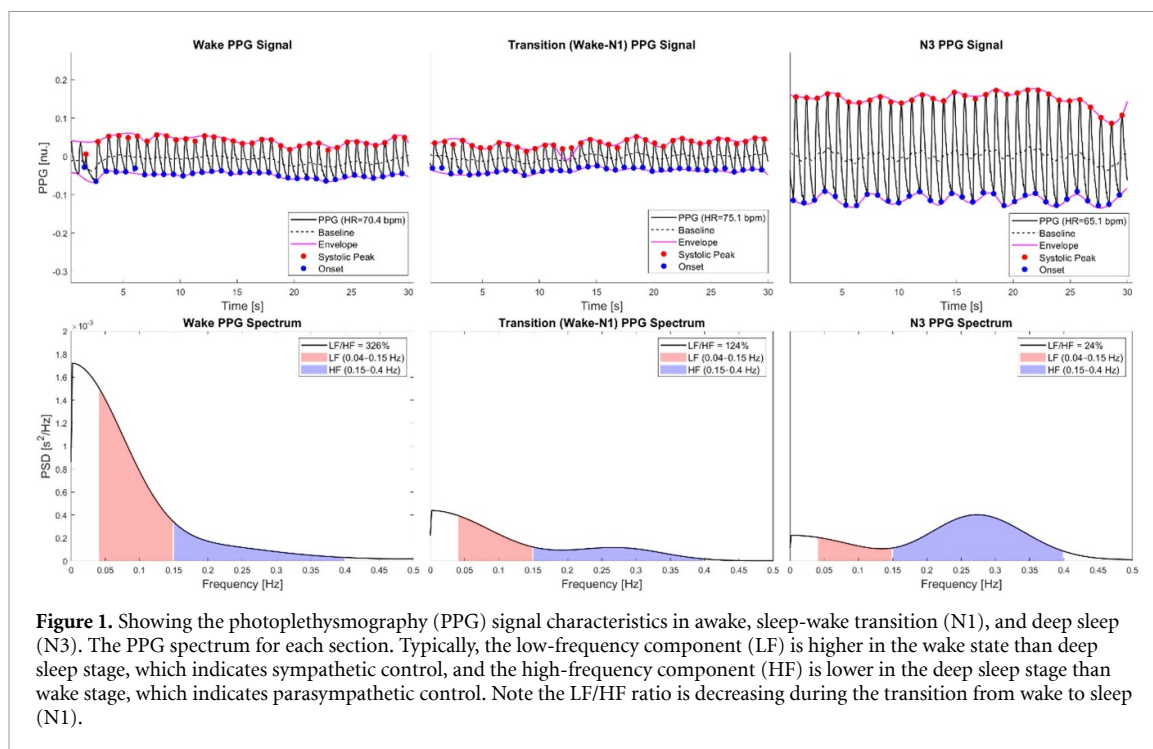 Wake PPG Signal
Transition (Wake-N1) PPG Signal
N3 PPG Signal
PPG [nu.]
0.2
0.1
0
-0.1
-0.2
-0.3
PPG (HR=70.4 bpm)
Baseline
Envelope
Systolic Peak
Onset
PPG (HR=75.1 bpm)
Baseline
Envelope
Systolic Peak
Onset
PPG (HR=65.1 bpm)
Baseline
Envelope
Systolic Peak
Onset
5 10 15 20 25 30
5 10 15 20 25 30
5 10 15 20 25 30
Time [s]
Time [s]
Time [s]
Wake PPG Spectrum
Transition (Wake-N1) PPG Spectrum
N3 PPG Spectrum
×10-3
PSD [s2/Hz]
2
1.8
1.6
1.4
1.2
1
0.8
0.6
0.4
0.2
0
LF/HF = 326%
LF (0.04–0.15 Hz)
HF (0.15–0.4 Hz)
LF/HF = 124%
LF (0.04–0.15 Hz)
HF (0.15–0.4 Hz)
LF/HF = 24%
LF (0.04–0.15 Hz)
HF (0.15–0.4 Hz)
0 0.05 0.1 0.15 0.2 0.25 0.3 0.35 0.4 0.45 0.5
0 0.05 0.1 0.15 0.2 0.25 0.3 0.35 0.4 0.45 0.5
0 0.05 0.1 0.15 0.2 0.25 0.3 0.35 0.4 0.45 0.5
Frequency [Hz]
Frequency [Hz]
Frequency [Hz]
Figure 1. Showing the photoplethysmography (PPG) signal characteristics in awake, sleep-wake transition (N1), and deep sleep
(N3). The PPG spectrum for each section. Typically, the low-frequency component (LF) is higher in the wake state than deep
sleep stage, which indicates sympathetic control, and the high-frequency component (HF) is lower in the deep sleep stage than
wake stage, which indicates parasympathetic control. Note the LF/HF ratio is decreasing during the transition from wake to sleep
(N1).